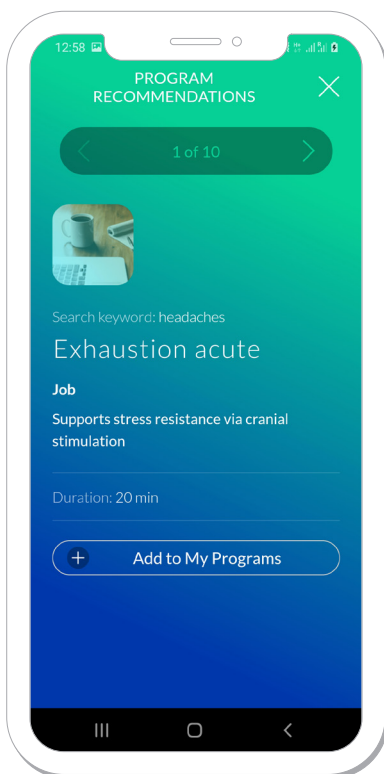 12:58
PROGRAM
RECOMMENDATIONS
1 of 10
Search keyword: headaches
Exhaustion acute
Job
Supports stress resistance via cranial
stimulation
Duration: 20 min
Add to My Programs